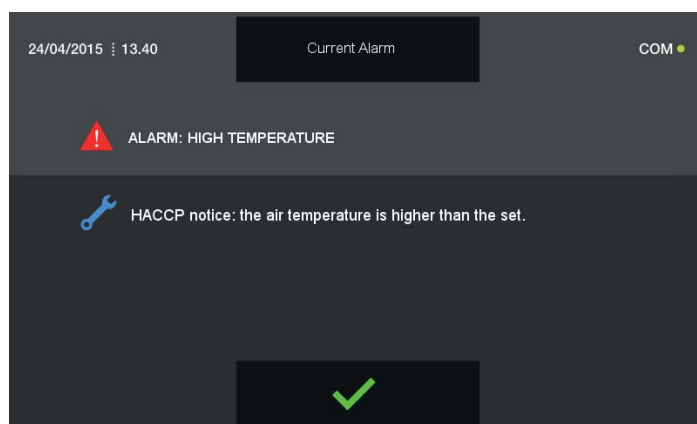 24/04/2015 ⁞ 13.40 Current Alarm COM
ALARM: HIGH TEMPERATURE
HACCP notice: the air temperature is higher than the set.